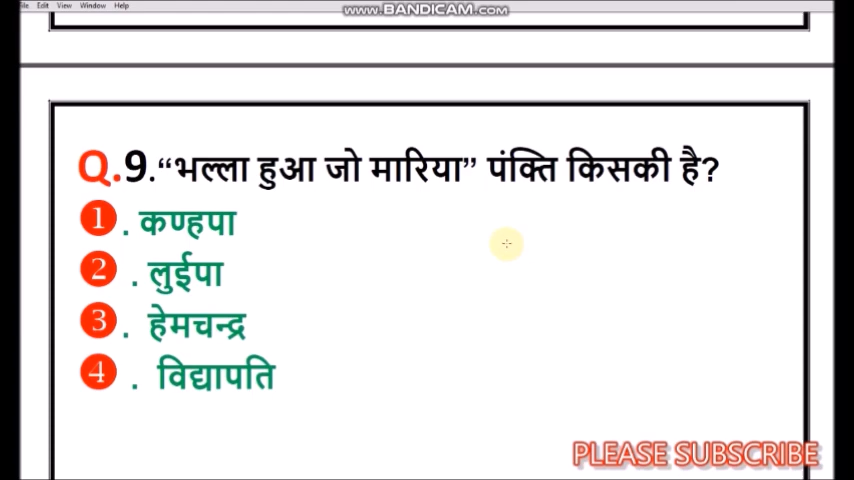 ile Edit View Window Help
WWW.BANDICAM.COM
Q.9.“भल्ला हुआ जो मारिया” पंक्ति किसकी है?
1. कण्हपा
2 . लुईपा
3. हेमचन्द्र
4 . विद्यापति
PLEASE SUBSCRIBE